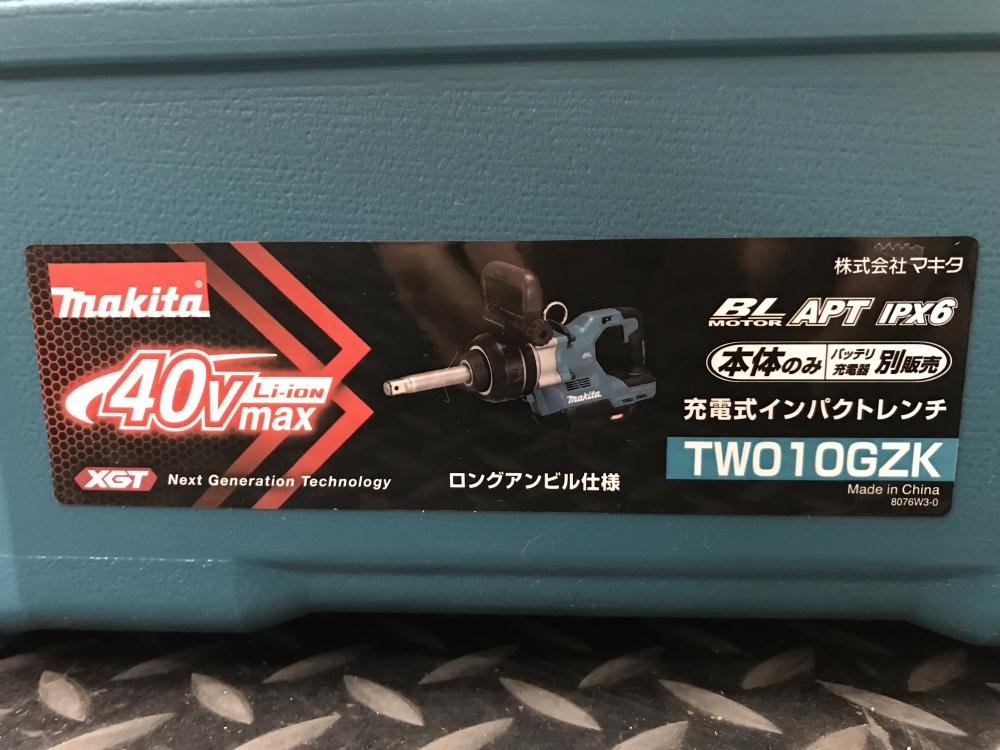 makita®
40Vmax Li-ion
XGT Next Generation Technology
ロングアンビル仕様
makita
BL
株式会社マキタ
BL MOTOR APT IPX6
本体のみ バッテリ 充電器 別販売
充電式インパクトレンチ
TW010GZK
Made in China
8076W3-0